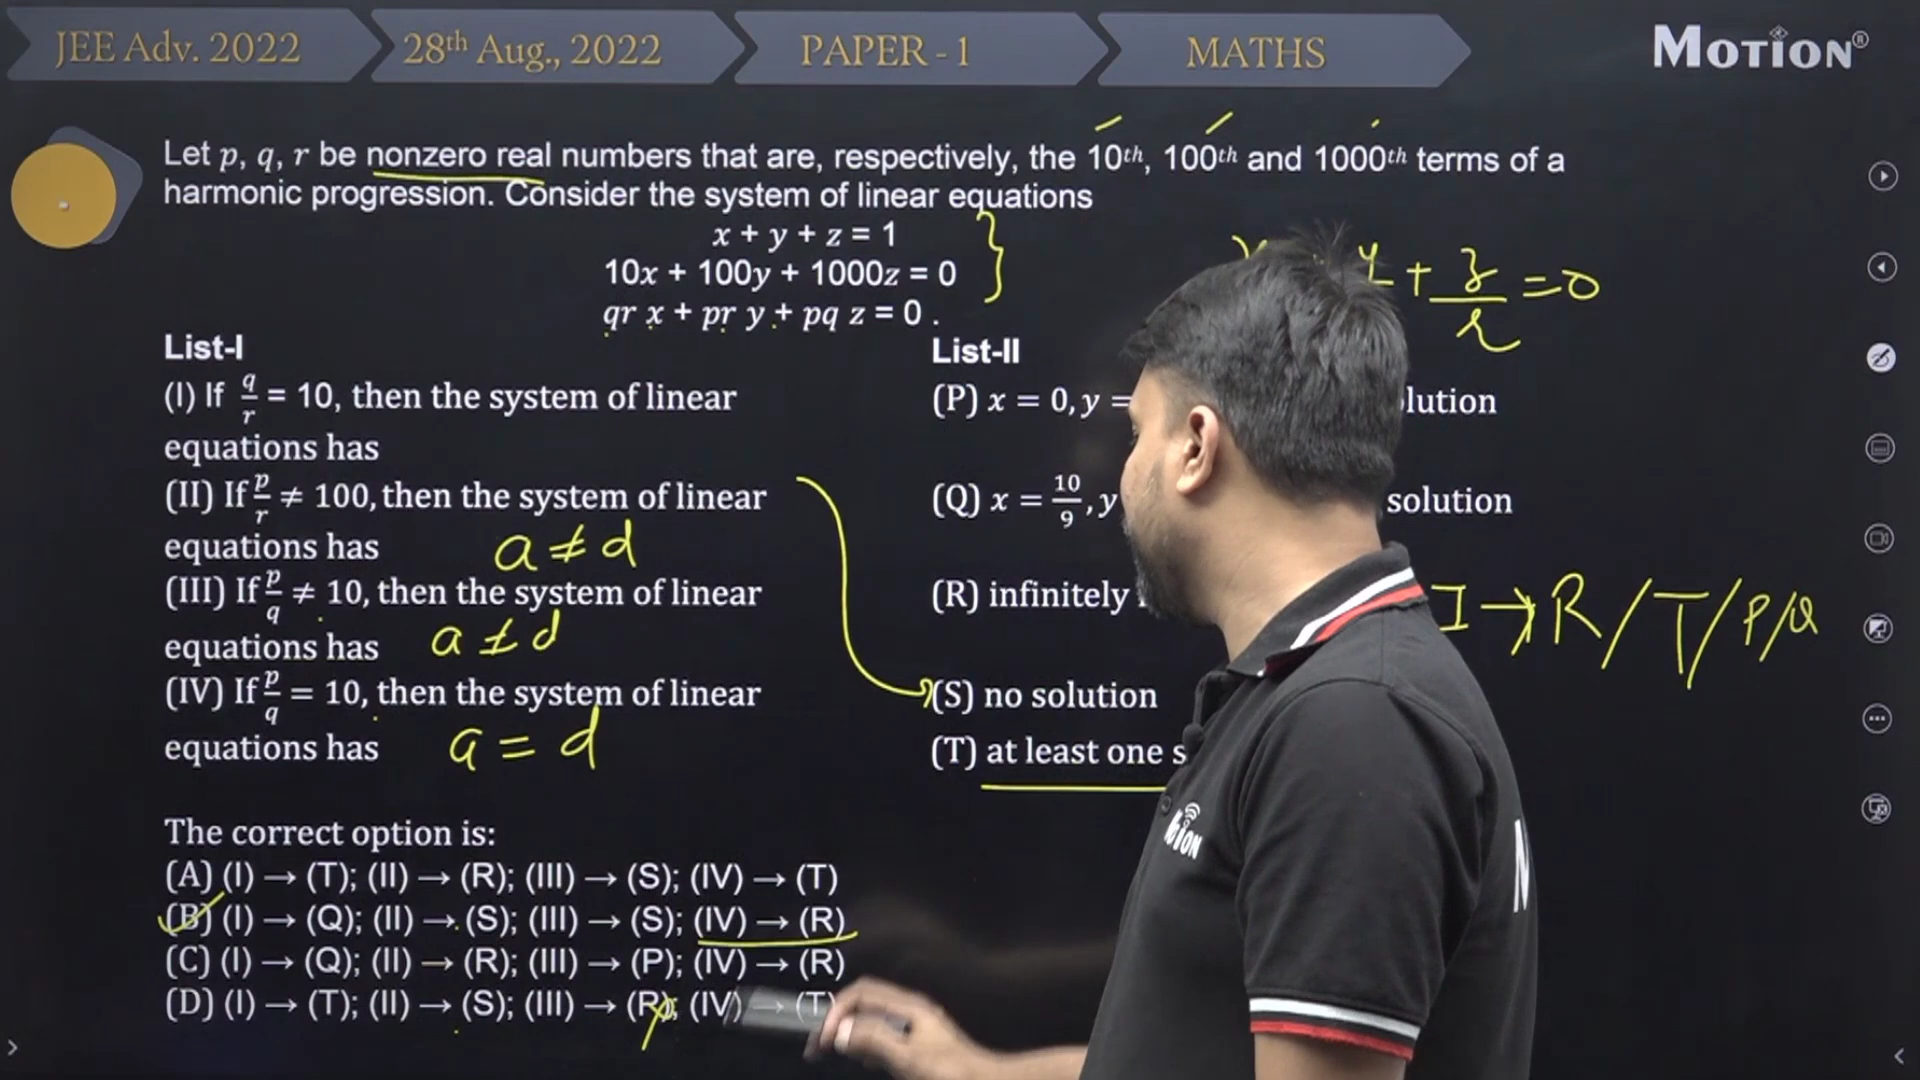 JEE Adv. 2022 28th Aug., 2022 PAPER - 1 MATHS MOTION®
Let p, q, r be nonzero real numbers that are, respectively, the 10th, 100th and 1000th terms of a
harmonic progression. Consider the system of linear equations
x + y + z = 1
10x + 100y + 1000z = 0
qr x + pr y + pq z = 0 .
y + z/r = 0
List-I
(I) If q/r = 10, then the system of linear
equations has
(II) If p/r ≠ 100, then the system of linear
equations has a ≠ d
(III) If p/q ≠ 10, then the system of linear
equations has a ≠ d
(IV) If p/q = 10, then the system of linear
equations has a = d
List-II
(P) x = 0, y = lution
(Q) x = 10/9, y solution
(R) infinitely
I → R / T / P/Q
(S) no solution
(T) at least one s
The correct option is:
(A) (I) → (T); (II) → (R); (III) → (S); (IV) → (T)
(B) (I) → (Q); (II) → (S); (III) → (S); (IV) → (R)
(C) (I) → (Q); (II) → (R); (III) → (P); (IV) → (R)
(D) (I) → (T); (II) → (S); (III) → (R); (IV) → (T)
MOTION